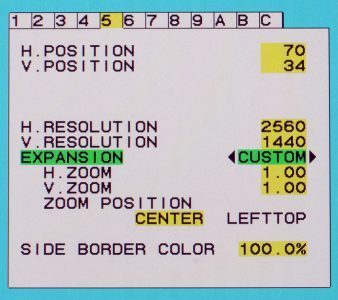 1 2 3 4 5 6 7 8 9 A B C
H.POSITION 70
V.POSITION 34
H.RESOLUTION 2560
V.RESOLUTION 1440
EXPANSION CUSTOM
H.ZOOM 1.00
V.ZOOM 1.00
ZOOM POSITION
CENTER LEFTTOP
SIDE BORDER COLOR 100.0%